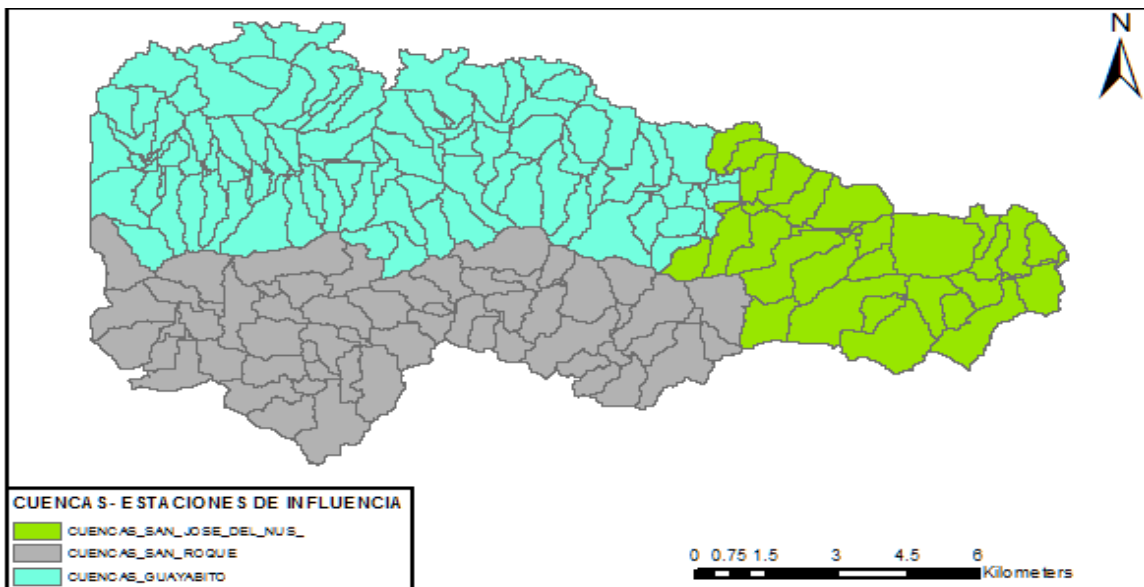 N
CUENCAS- ESTACIONES DE INFLUENCIA
CUENCAS_SAN_JOSE_DEL_NUS_
CUENCAS_SAN_ROQUE
CUENCAS_GUAYABITO
0 0.75 1.5 3 4.5 6
Kilometers